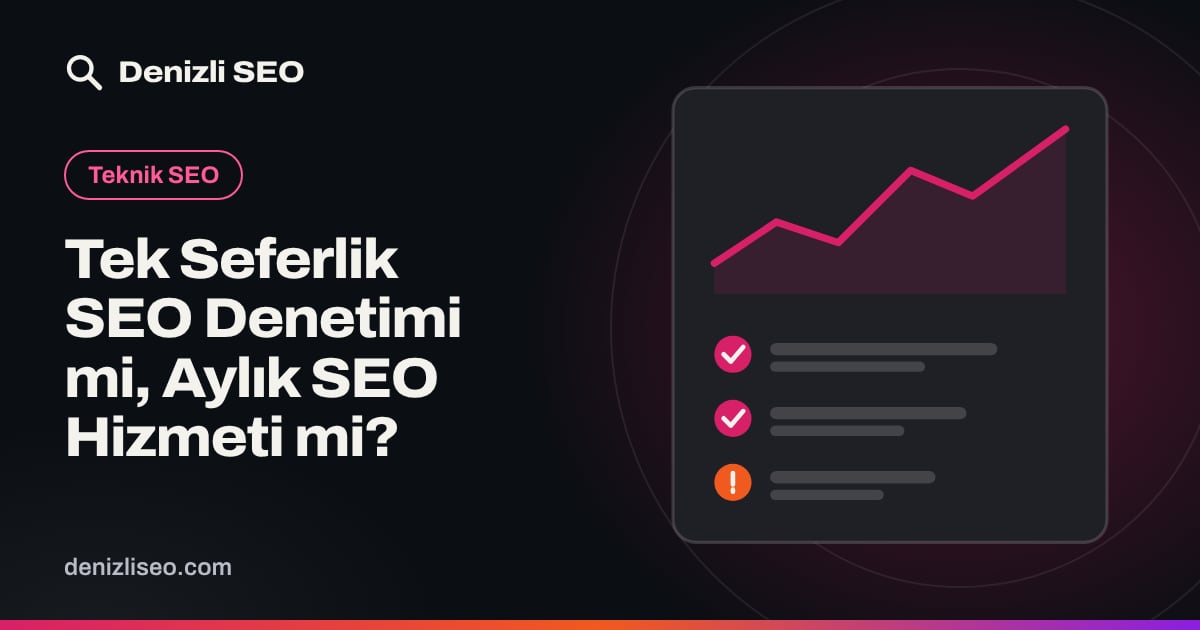 Denizli SEO
Teknik SEO
Tek Seferlik
SEO Denetimi
mi, Aylık SEO
Hizmeti mi?
denizliseo.com